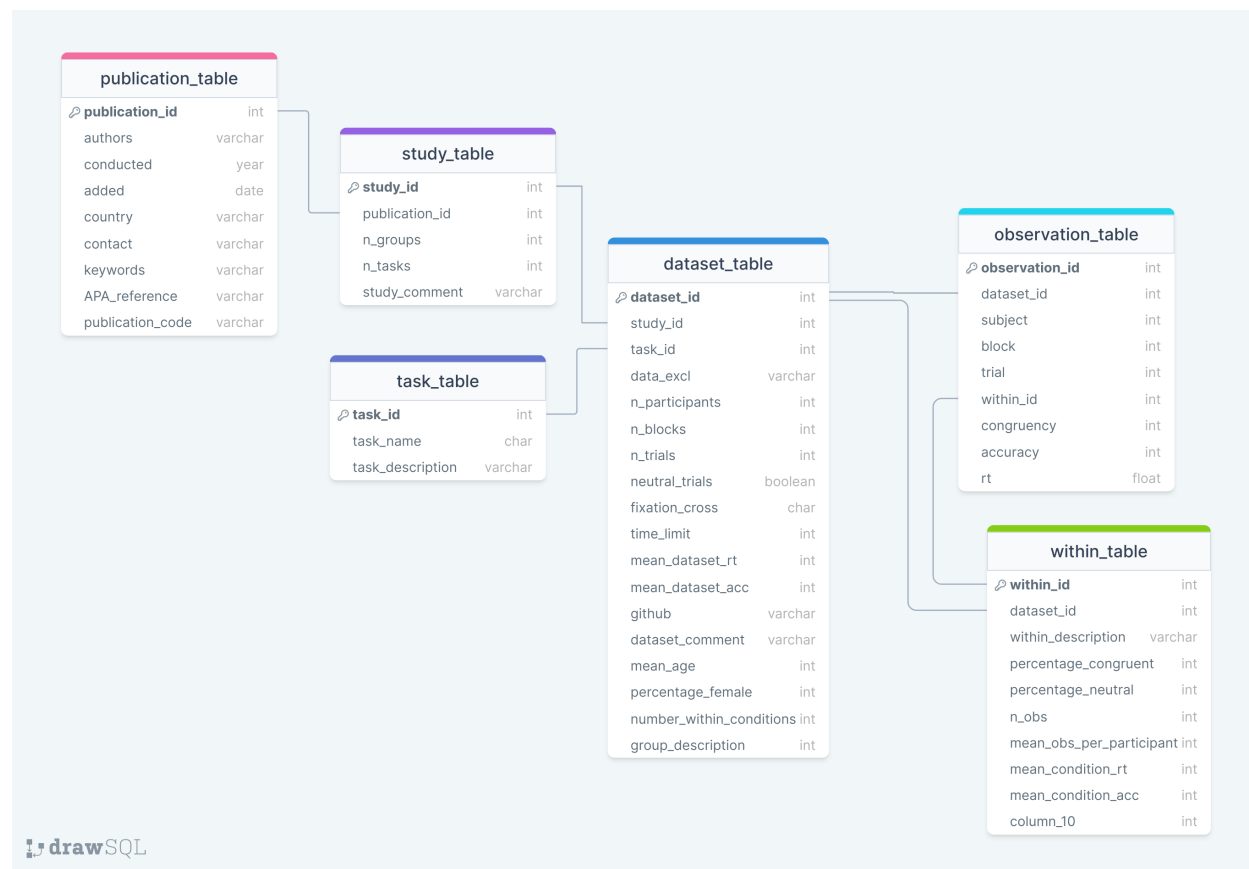 publication_table
publication_id int
authors varchar
conducted year
added date
country varchar
contact varchar
keywords varchar
APA_reference varchar
publication_code varchar
study_table
study_id int
publication_id int
n_groups int
n_tasks int
study_comment varchar
task_table
task_id int
task_name char
task_description varchar
dataset_table
dataset_id int
study_id int
task_id int
data_excl varchar
n_participants int
n_blocks int
n_trials int
neutral_trials boolean
fixation_cross char
time_limit int
mean_dataset_rt int
mean_dataset_acc int
github varchar
dataset_comment varchar
mean_age int
percentage_female int
number_within_conditions int
group_description int
observation_table
observation_id int
dataset_id int
subject int
block int
trial int
within_id int
congruency int
accuracy int
rt float
within_table
within_id int
dataset_id int
within_description varchar
percentage_congruent int
percentage_neutral int
n_obs int
mean_obs_per_participant int
mean_condition_rt int
mean_condition_acc int
column_10 int
drawSQL